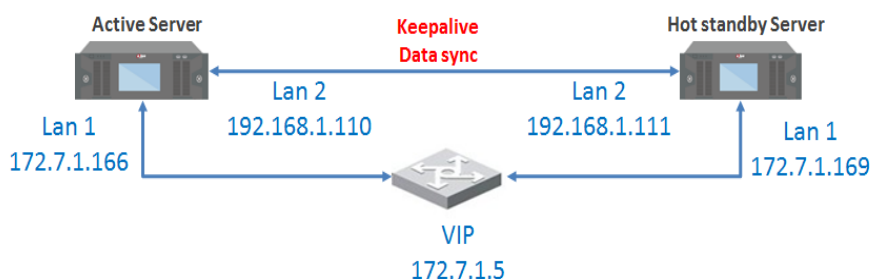 Active Server
Keepalive
Data sync
Hot standby Server
Lan 2
192.168.1.110
Lan 2
192.168.1.111
Lan 1
172.7.1.166
Lan 1
172.7.1.169
VIP
172.7.1.5